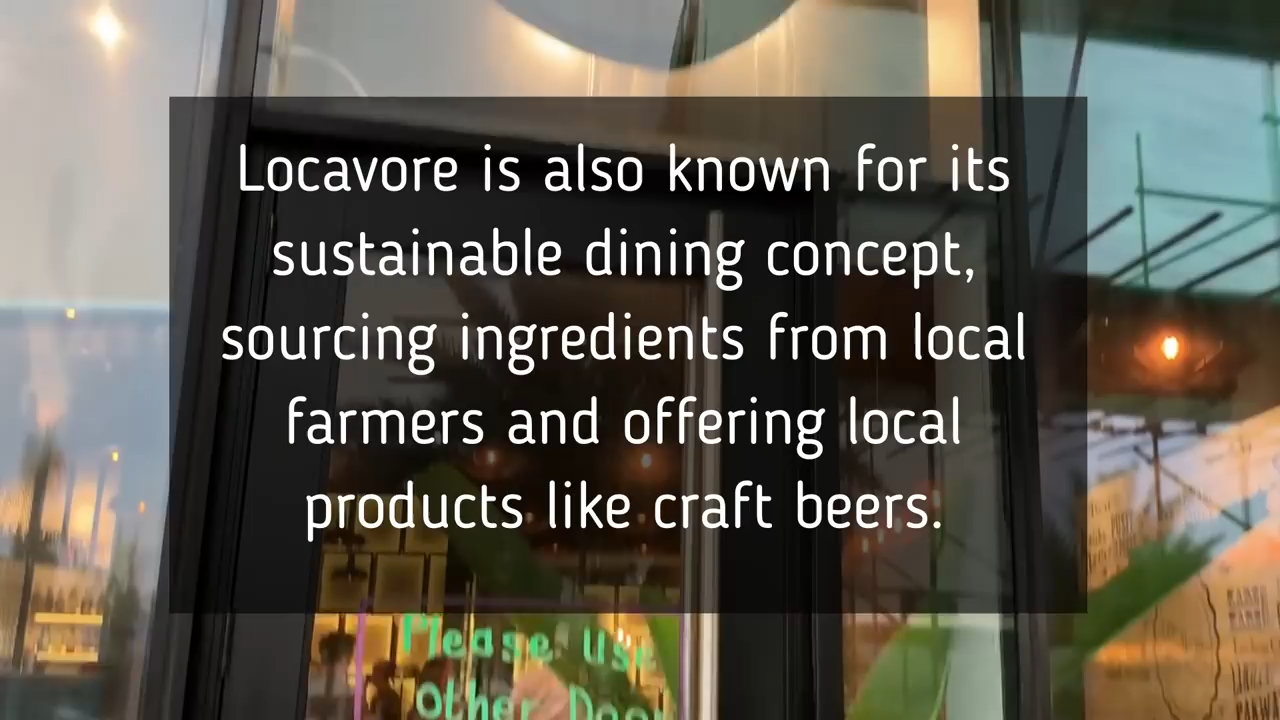 Locavore is also known for its
sustainable dining concept,
sourcing ingredients from local
farmers and offering local
products like craft beers.
Please Use
Other Door